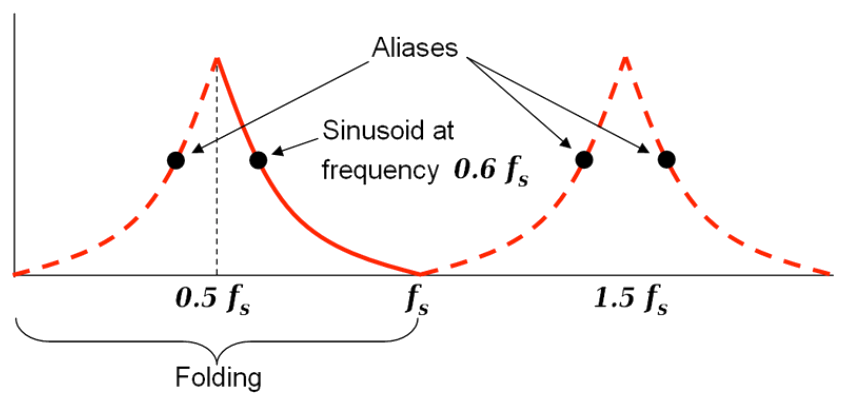 Aliases
Sinusoid at
frequency 0.6 fs
0.5 fs
fs
1.5 fs
Folding